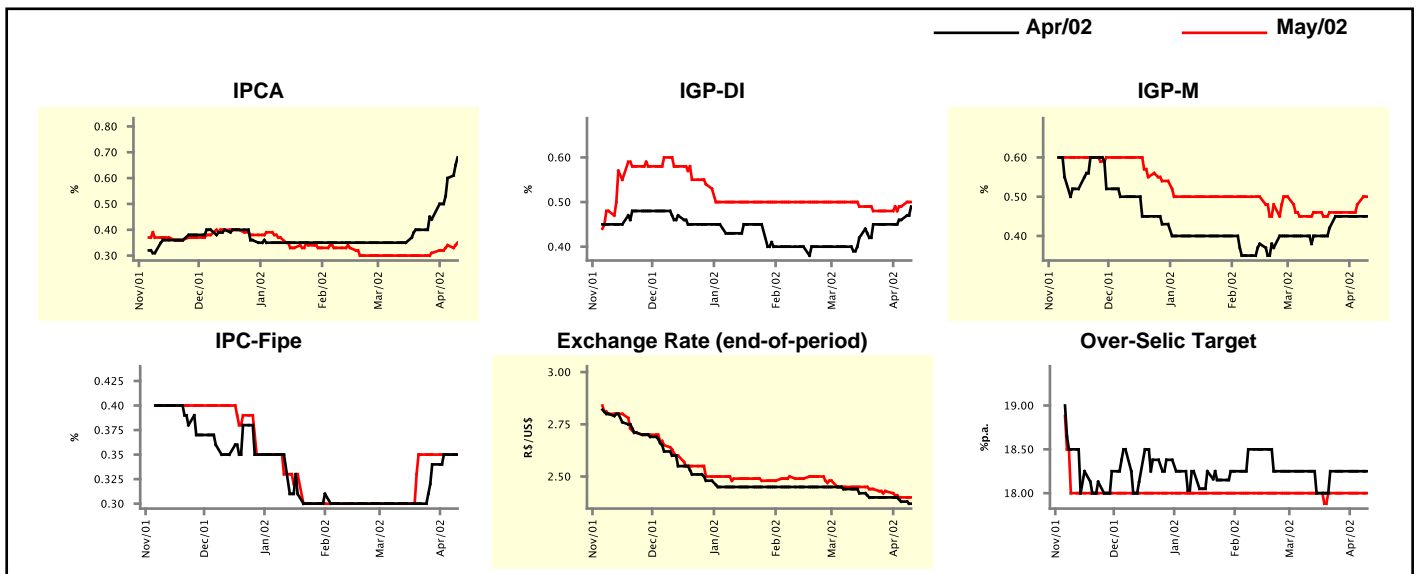 Apr/02 May/02
IPCA IGP-DI IGP-M
%
0.80
0.70
0.60
0.50
0.40
0.30
Nov/01 Dec/01 Jan/02 Feb/02 Mar/02 Apr/02
%
0.60
0.50
0.40
Nov/01 Dec/01 Jan/02 Feb/02 Mar/02 Apr/02
%
0.60
0.50
0.40
Nov/01 Dec/01 Jan/02 Feb/02 Mar/02 Apr/02
IPC-Fipe Exchange Rate (end-of-period) Over-Selic Target
%
0.425
0.40
0.375
0.35
0.325
0.30
Nov/01 Dec/01 Jan/02 Feb/02 Mar/02 Apr/02
R$/US$
3.00
2.75
2.50
Nov/01 Dec/01 Jan/02 Feb/02 Mar/02 Apr/02
%p.a.
19.00
18.50
18.00
Nov/01 Dec/01 Jan/02 Feb/02 Mar/02 Apr/02